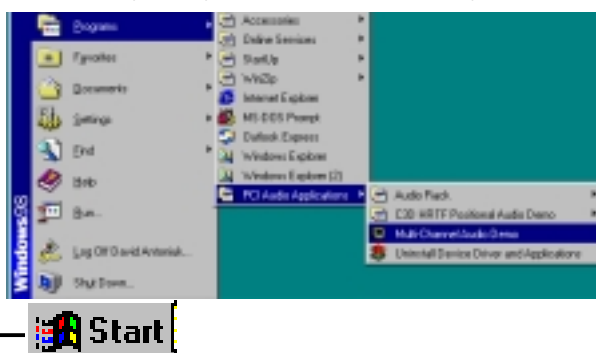 Programs
Favorites
Documents
Settings
Find
Help
Run...
Log Off David Antoniuk...
Shut Down...
Windows98
Accessories
Online Services
StartUp
WinZip
Internet Explorer
MS-DOS Prompt
Outlook Express
Windows Explorer
Windows Explorer (2)
PCI Audio Applications
Audio Rack
C3D HRTF Positional Audio Demo
Multi-Channel Audio Demo
Uninstall Device Driver and Applications
Start